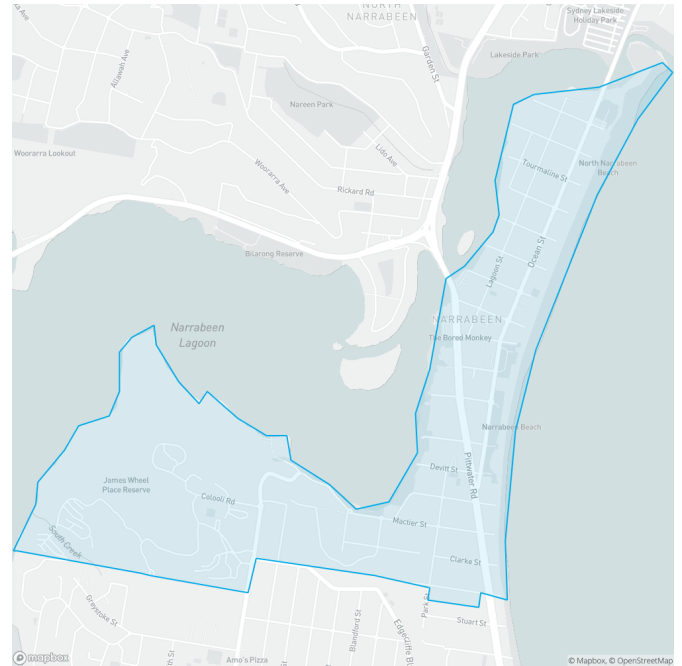 NORTH
NARRABEEN
Sydney Lakeside
Holiday Park
Lakeside Park
Garden St
Allawah Ave
Nareen Park
Lido Ave
Woorarra Lookout
Woorarra Ave
Rickard Rd
North Narrabeen
Beach
Tourmaline St
Bilarong Reserve
Ocean St
Lagoon St
NARRABEEN
Narrabeen
Lagoon
The Bored Monkey
Narrabeen Beach
Devitt St
Pittwater Rd
James Wheel
Place Reserve
Colooli Rd
Mactier St
South Creek
Clarke St
Greystoke St
Blandford St
Park St
Edgecliffe Bl
Stuart St
Amo's Pizza
mapbox
© Mapbox, © OpenStreetMap